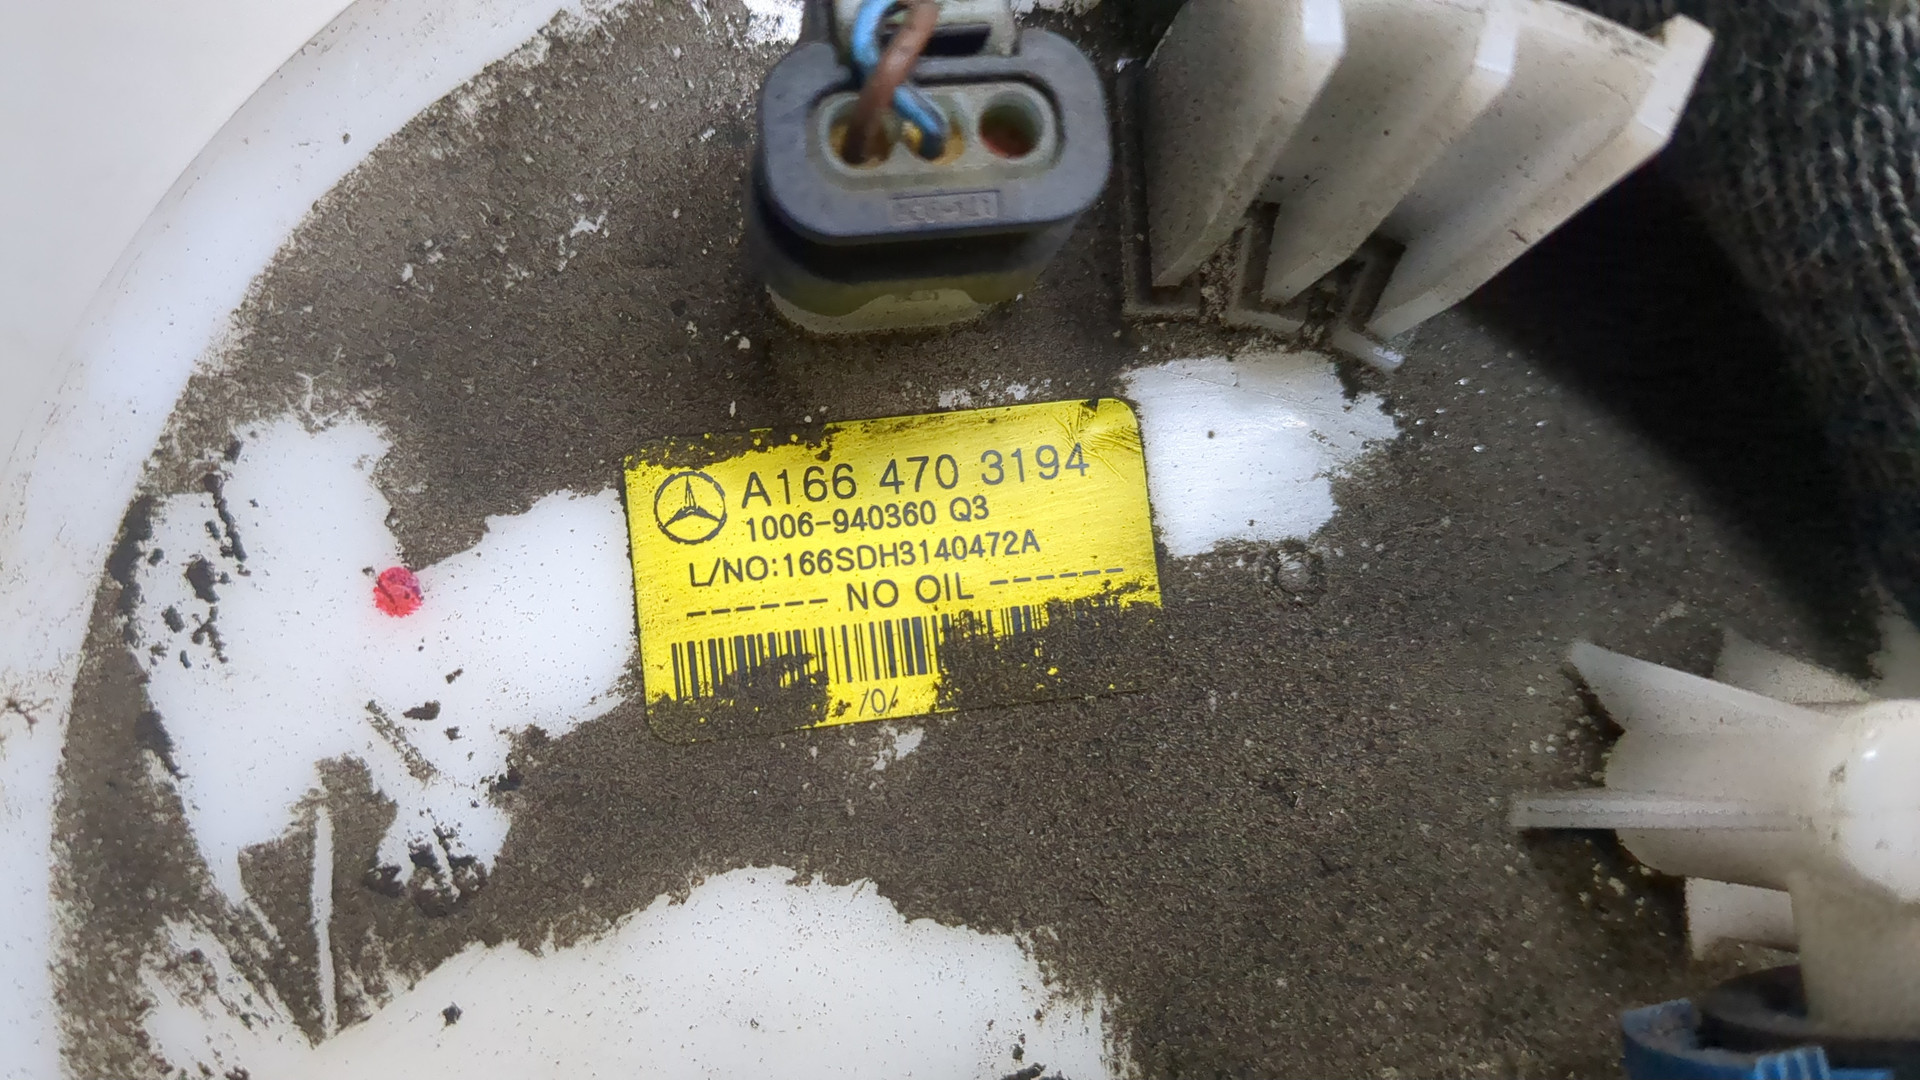 A166 470 3194
1006-940360 Q3
L/NO:166SDH3140472A
------ NO OIL ------